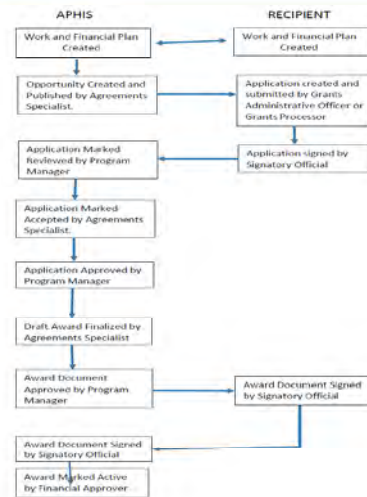 APHIS
RECIPIENT
Work and Financial Plan
Created
Work and Financial Plan
Created
Opportunity Created and
Published by Agreements
Specialist.
Application created and
submitted by Grants
Administrative Officer or
Grants Processor
Application Marked
Reviewed by Program
Manager
Application signed by
Signatory Official
Application Marked
Accepted by Agreements
Specialist.
Application Approved by
Program Manager
Draft Award Finalized by
Agreements Specialist
Award Document
Approved by Program
Manager
Award Document Signed
by Signatory Official
Award Document Signed
by Signatory Official
Award Marked Active
by Financial Approver